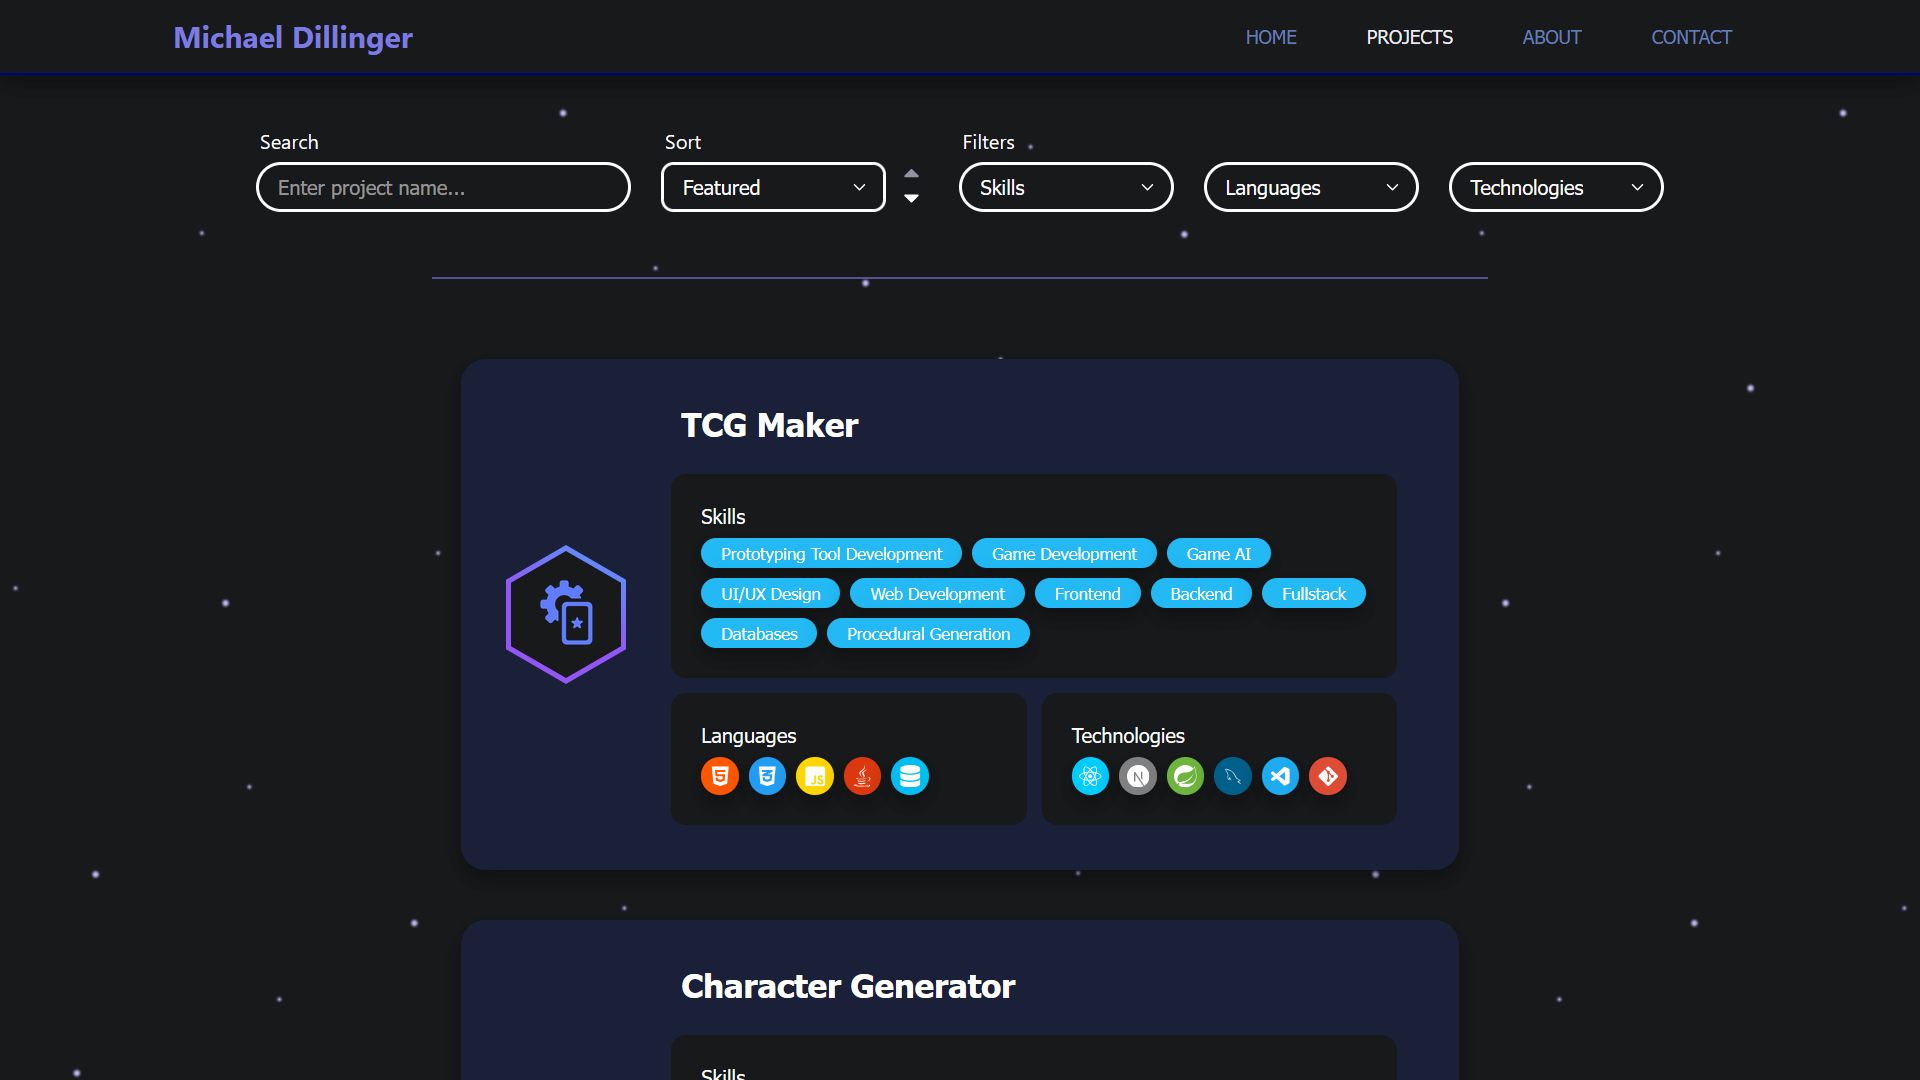 Michael Dillinger
HOME PROJECTS ABOUT CONTACT
Search Sort Filters
Enter project name... Featured Skills Languages Technologies
TCG Maker
Skills
Prototyping Tool Development Game Development Game AI
UI/UX Design Web Development Frontend Backend Fullstack
Databases Procedural Generation
Languages Technologies
JS N
Character Generator
Skills